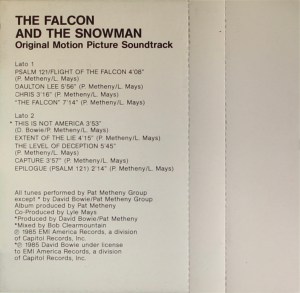 THE FALCON
AND THE SNOWMAN
Original Motion Picture Soundtrack
Lato 1
PSALM 121/FLIGHT OF THE FALCON 4'08"
(P. Metheny/L. Mays)
DAULTON LEE 5'56" (P. Metheny/L. Mays)
CHRIS 3'16" (P. Metheny/L. Mays)
"THE FALCON" 7'14" (P. Metheny/L. Mays)
Lato 2
* THIS IS NOT AMERICA 3'53"
(D. Bowie/P. Metheny/L. Mays)
EXTENT OF THE LIE 4'15" (P. Metheny/L. Mays)
THE LEVEL OF DECEPTION 5'45"
(P. Metheny/L. Mays)
CAPTURE 3'57" (P. Metheny/L. Mays)
EPILOGUE (PSALM 121) 2'14" (P. Metheny/L. Mays)
All tunes performed by Pat Metheny Group
except * by David Bowie/Pat Metheny Group
Album produced by Pat Metheny
Co-Produced by Lyle Mays
*Produced by David Bowie/Pat Metheny
*Mixed by Bob Clearmountain
℗ 1985 EMI America Records, a division
of Capitol Records, Inc.
*℗ 1985 David Bowie under license
to EMI America Records, a division
of Capitol Records, Inc.